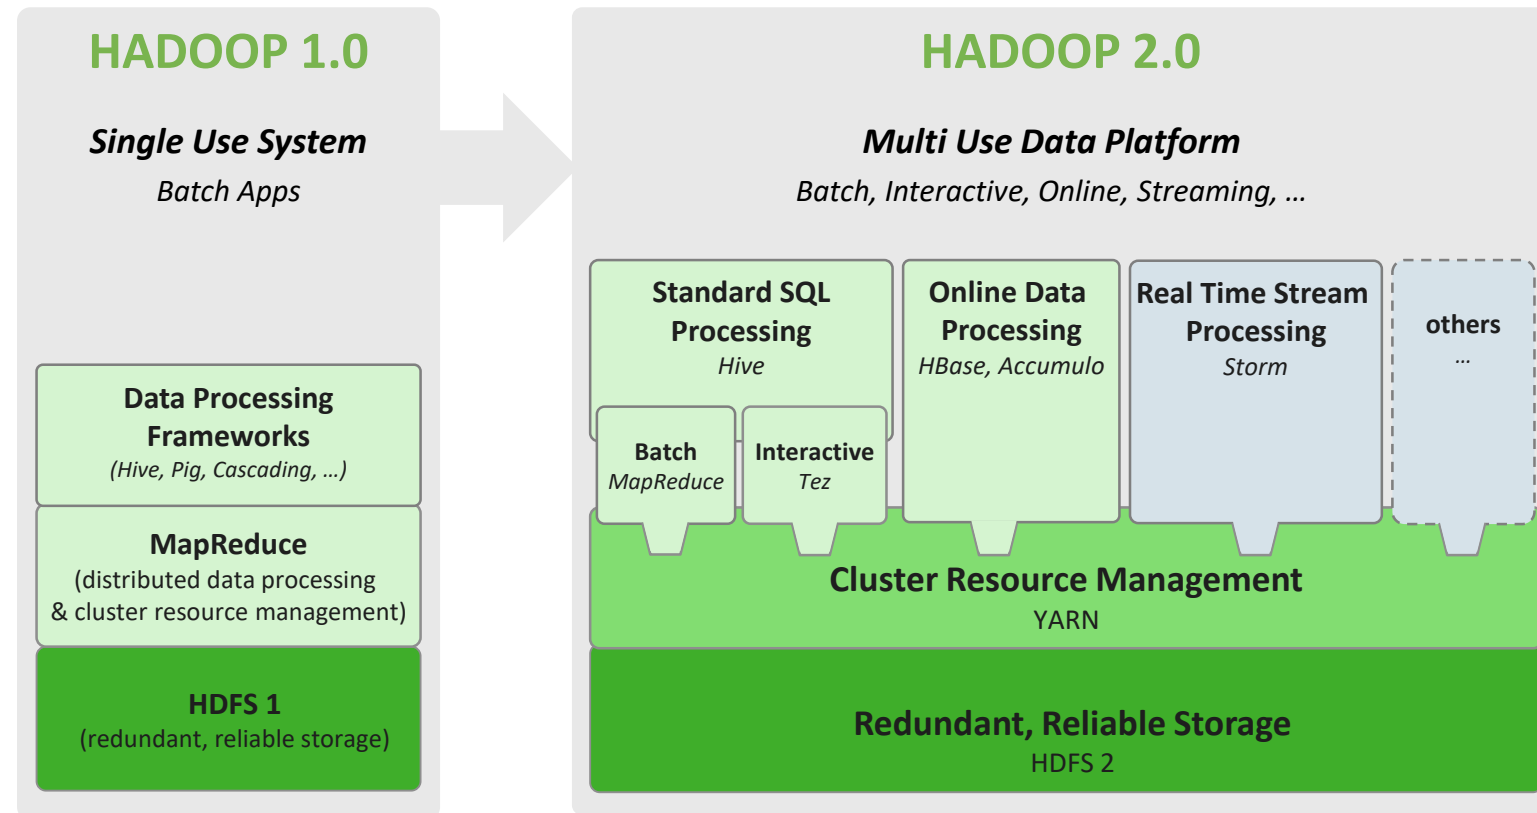 HADOOP 1.0
Single Use System
Batch Apps
Data Processing
Frameworks
(Hive, Pig, Cascading, …)
MapReduce
(distributed data processing
& cluster resource management)
HDFS 1
(redundant, reliable storage)
HADOOP 2.0
Multi Use Data Platform
Batch, Interactive, Online, Streaming, …
Standard SQL
Processing
Hive
Batch
MapReduce
Interactive
Tez
Online Data
Processing
HBase, Accumulo
Real Time Stream
Processing
Storm
others
…
Cluster Resource Management
YARN
Redundant, Reliable Storage
HDFS 2